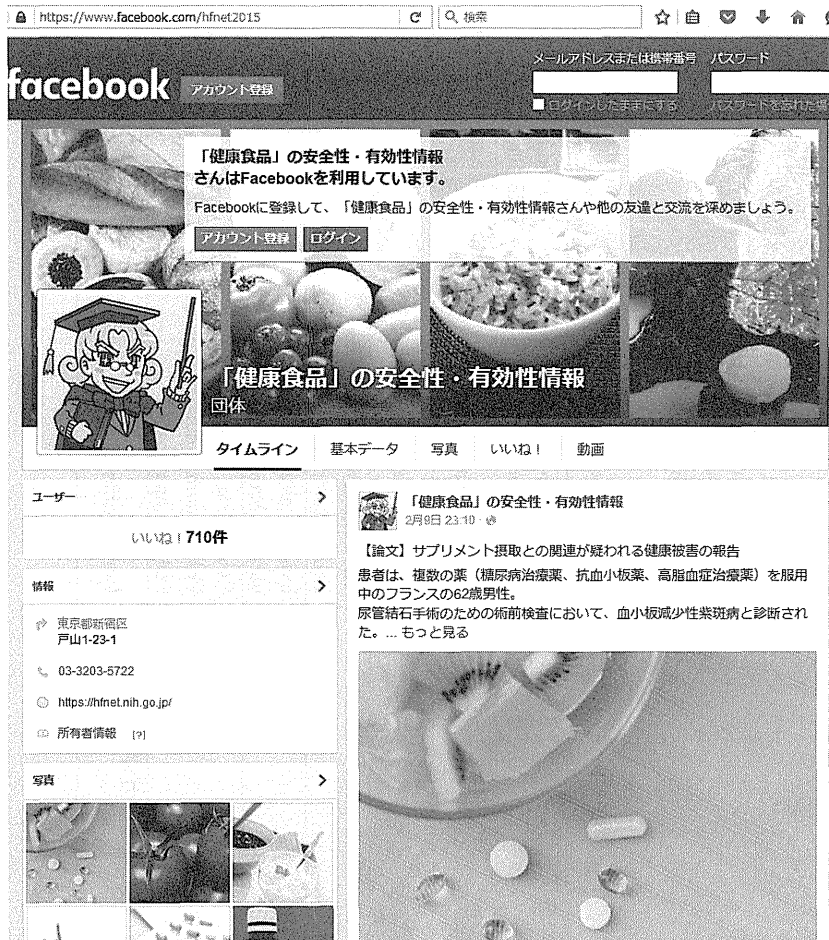 https://www.facebook.com/hfnet2015
検索
facebook
アカウント登録
メールアドレスまたは携帯番号
パスワード
ログインしたままにする
「健康食品」の安全性・有効性情報
さんはFacebookを利用しています。
Facebookに登録して、「健康食品」の安全性・有効性情報さんや他の友達と交流を深めましょう。
アカウント登録
ログイン
「健康食品」の安全性・有効性情報
団体
タイムライン
基本データ
写真
いいね！
動画
ユーザー
いいね！710件
情報
東京都新宿区
戸山1-23-1
03-3203-5722
https://hfnet.nih.go.jp/
所有者情報 [?]
写真
「健康食品」の安全性・有効性情報
2月9日 23:10
【論文】サプリメント摂取との関連が疑われる健康被害の報告
患者は、複数の薬（糖尿病治療薬、抗血小板薬、高脂血症治療薬）を服用
中のフランスの62歳男性。
尿管結石手術のための術前検査において、血小板減少性紫斑病と診断され
た。... もっと見る